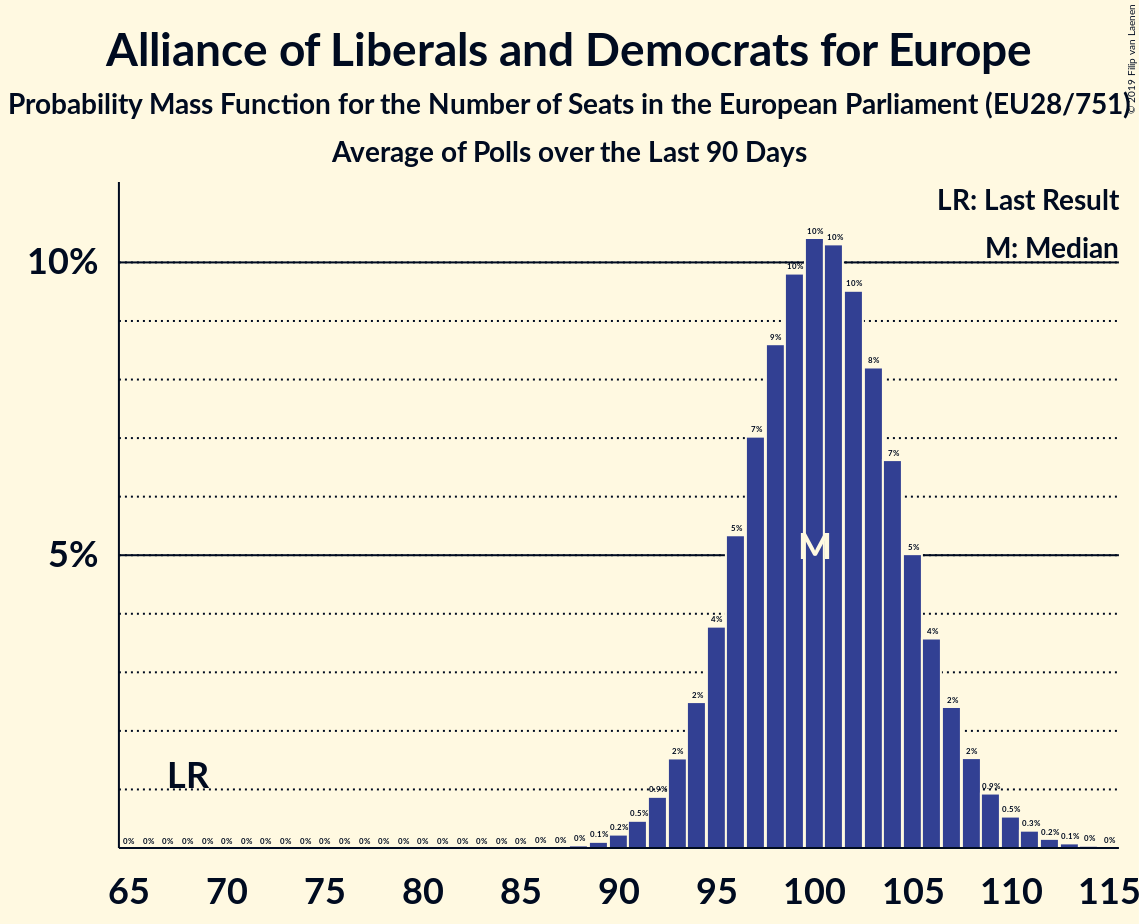 Alliance of Liberals and Democrats for Europe
Probability Mass Function for the Number of Seats in the European Parliament (EU28/751)
Average of Polls over the Last 90 Days
© 2019 Filip van Laenen
LR: Last Result
M: Median
10%
5%
0% 0% 0% 0% 0% 0% 0% 0% 0% 0% 0% 0% 0% 0% 0% 0% 0% 0% 0% 0% 0% 0% 0% 0% 0.1% 0.2% 0.5% 0.9% 2% 2% 4% 5% 7% 9% 10% 10% 10% 10% 8% 7% 5% 4% 2% 2% 0.9% 0.5% 0.3% 0.2% 0.1% 0% 0%
M
LR
65 70 75 80 85 90 95 100 105 110 115